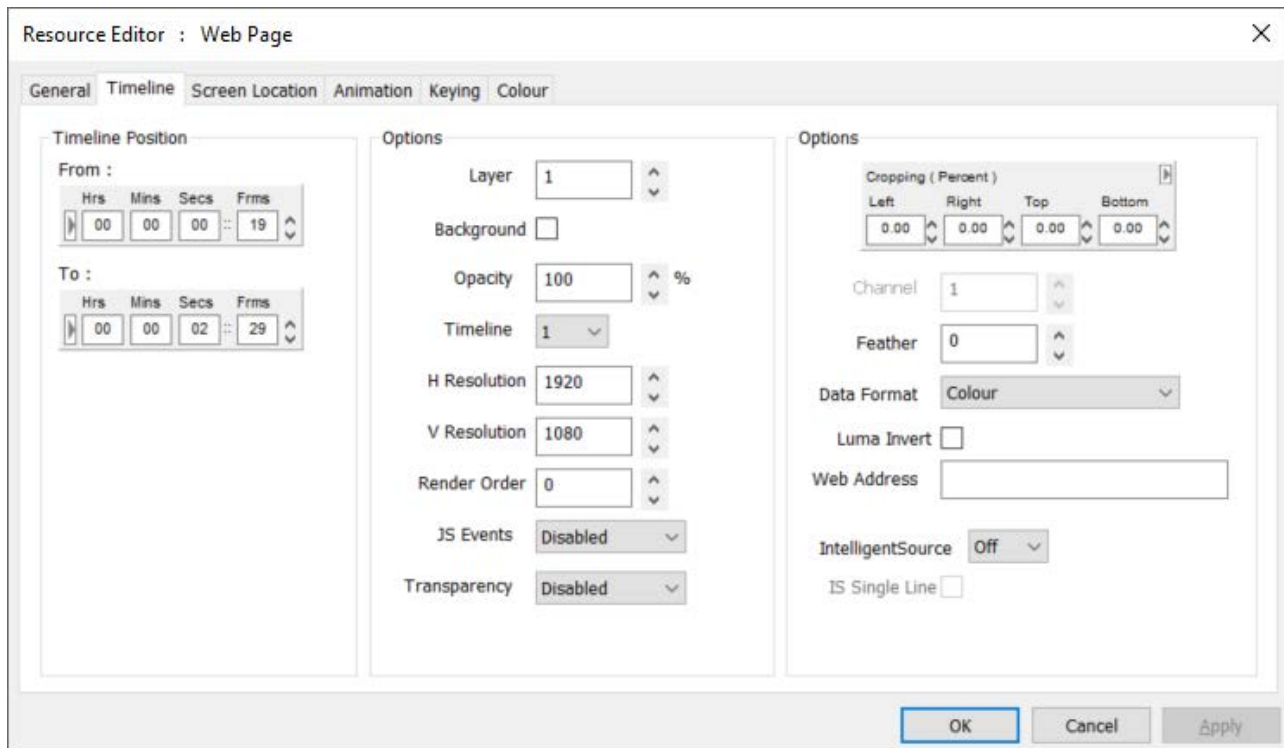 Resource Editor : Web Page
General Timeline Screen Location Animation Keying Colour
Timeline Position
From :
Hrs Mins Secs Frms
00 00 00 :: 19
To :
Hrs Mins Secs Frms
00 00 02 :: 29
Options
Layer 1
Background
Opacity 100 %
Timeline 1
H Resolution 1920
V Resolution 1080
Render Order 0
JS Events Disabled
Transparency Disabled
Options
Cropping ( Percent )
Left Right Top Bottom
0.00 0.00 0.00 0.00
Channel 1
Feather 0
Data Format Colour
Luma Invert
Web Address
IntelligentSource Off
IS Single Line
OK Cancel Apply